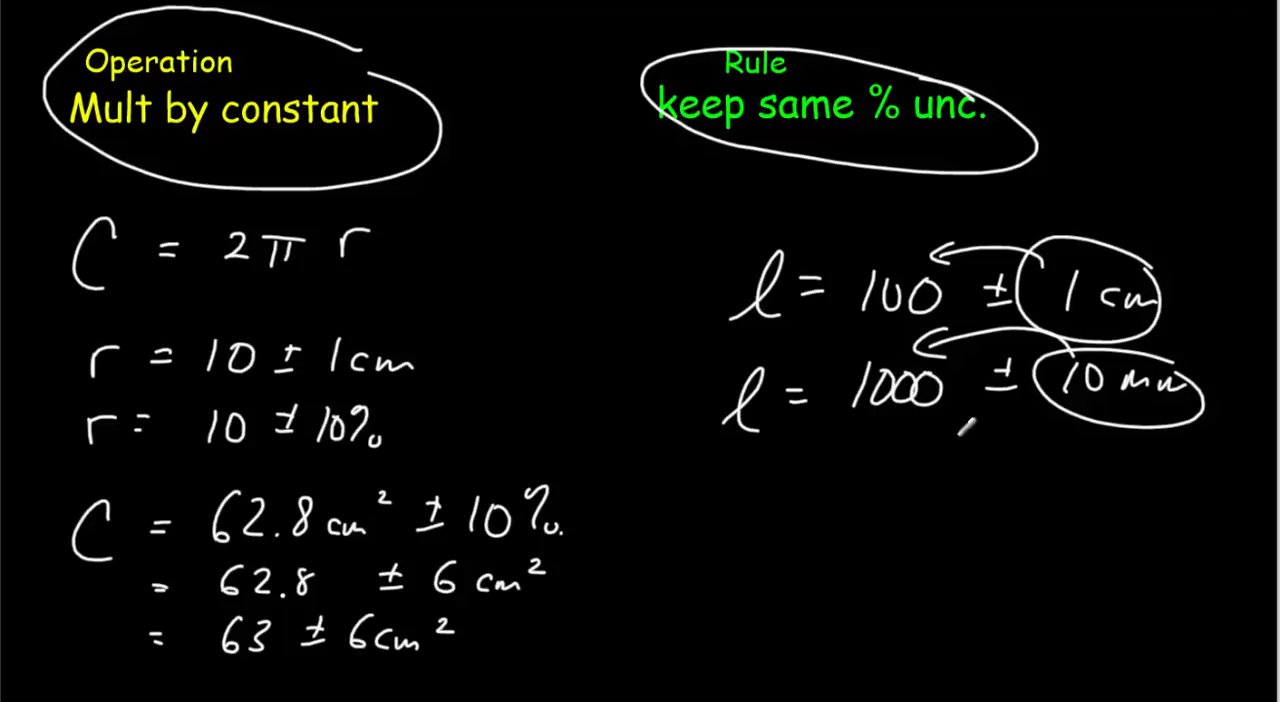 Operation
Mult by constant
Rule
keep same % unc.
C = 2π r
r = 10 ± 1cm
r = 10 ± 10%
C = 62.8 cm² ± 10%.
= 62.8 ± 6 cm²
= 63 ± 6cm²
l = 100 ± 1 cm
l = 1000 ± 10 mm